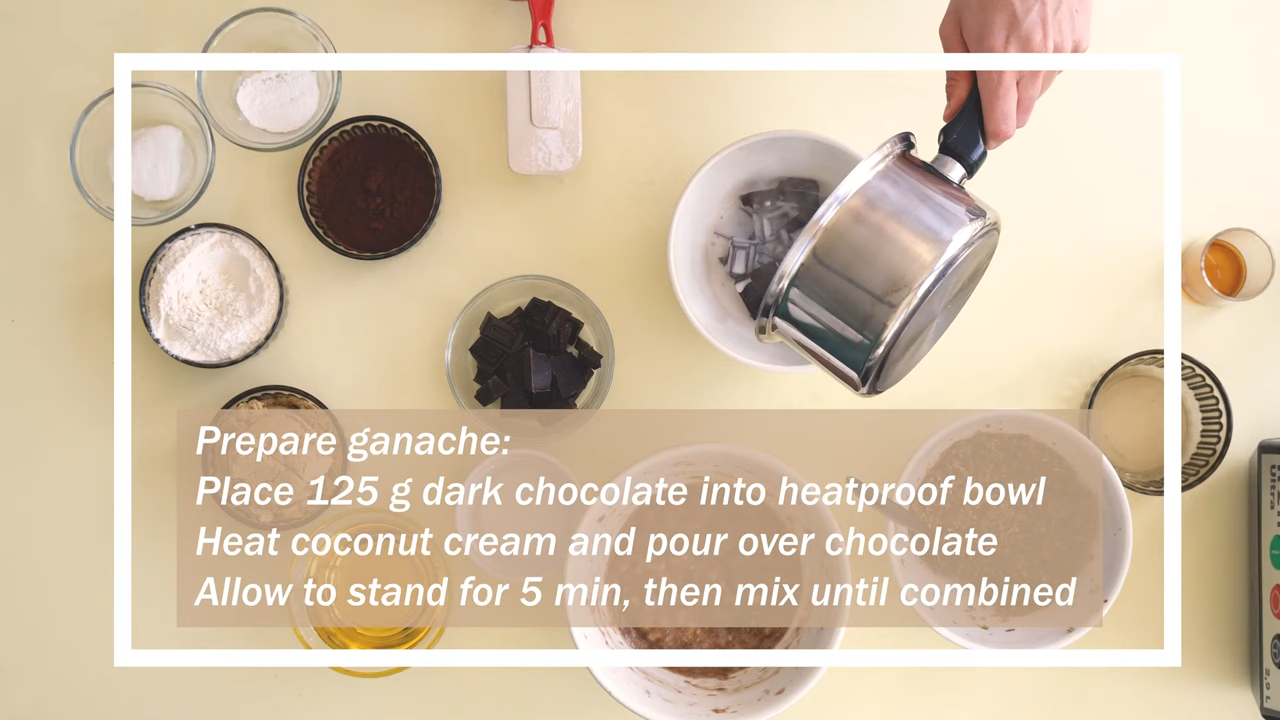 Prepare ganache:
Place 125 g dark chocolate into heatproof bowl
Heat coconut cream and pour over chocolate
Allow to stand for 5 min, then mix until combined